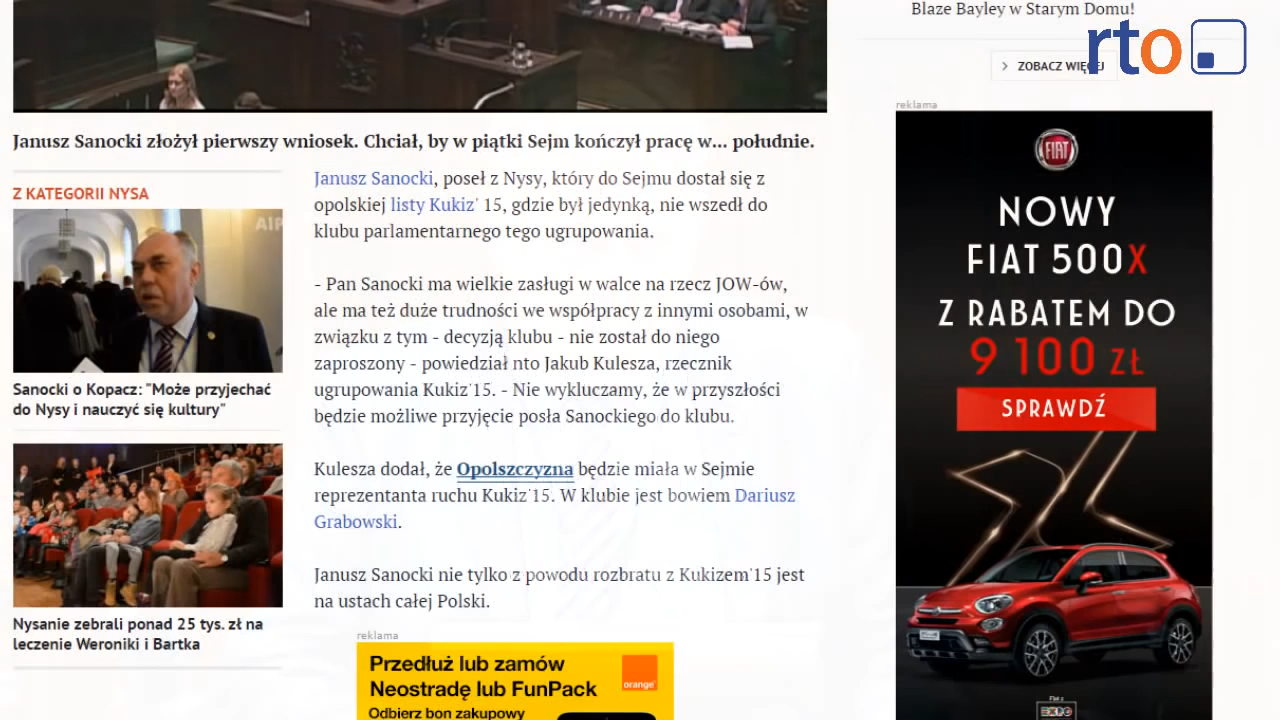 Blaze Bayley w Starym Domu!
rto
ZOBACZ WIĘCEJ
reklama
Janusz Sanocki złożył pierwszy wniosek. Chciał, by w piątki Sejm kończył pracę w... południe.
Z KATEGORII NYSA
AIP
Sanocki o Kopacz: "Może przyjechać
do Nysy i nauczyć się kultury"
Nysanie zebrali ponad 25 tys. zł na
leczenie Weroniki i Bartka
Janusz Sanocki, poseł z Nysy, który do Sejmu dostał się z
opolskiej listy Kukiz' 15, gdzie był jedynką, nie wszedł do
klubu parlamentarnego tego ugrupowania.
- Pan Sanocki ma wielkie zasługi w walce na rzecz JOW-ów,
ale ma też duże trudności we współpracy z innymi osobami, w
związku z tym - decyzją klubu - nie został do niego
zaproszony - powiedział nto Jakub Kulesza, rzecznik
ugrupowania Kukiz'15. - Nie wykluczamy, że w przyszłości
będzie możliwe przyjęcie posła Sanockiego do klubu.
Kulesza dodał, że Opolszczyzna będzie miała w Sejmie
reprezentanta ruchu Kukiz'15. W klubie jest bowiem Dariusz
Grabowski.
Janusz Sanocki nie tylko z powodu rozbratu z Kukizem'15 jest
na ustach całej Polski.
reklama
Przedłuż lub zamów
Neostradę lub FunPack
Odbierz bon zakupowy
orange
FIAT
NOWY
FIAT 500X
Z RABATEM DO
9 100 ZŁ
SPRAWDŹ
Fiat z
EXPO